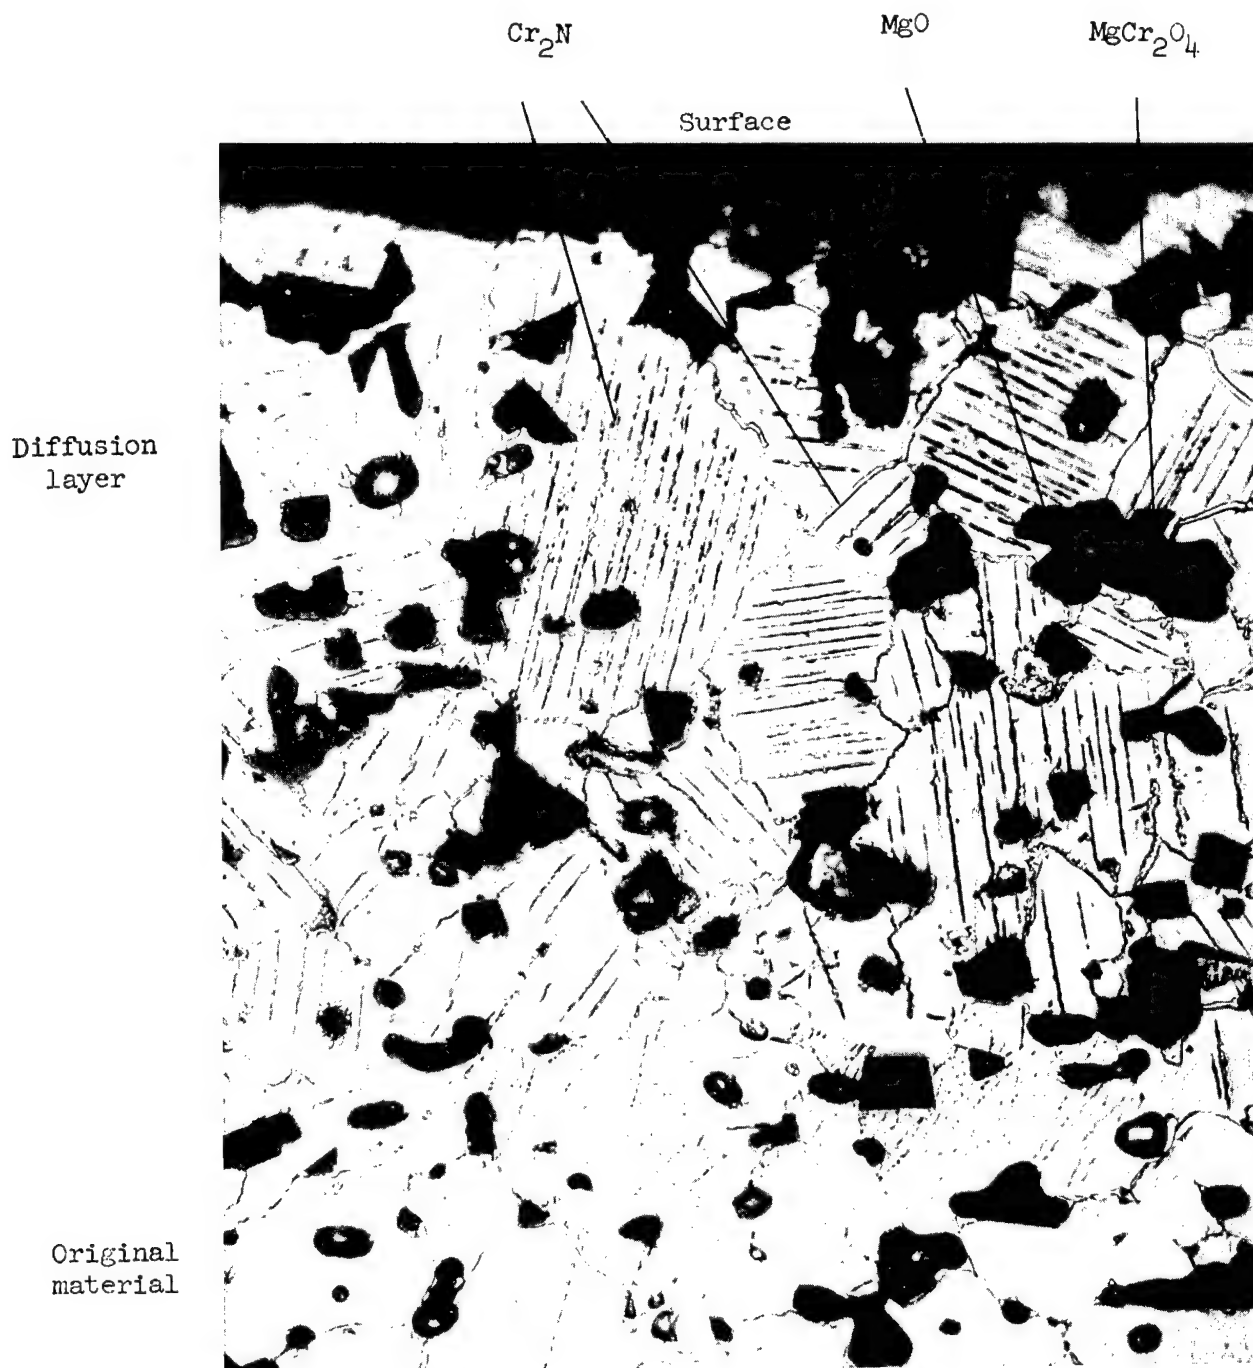 Cr₂N
MgO
MgCr₂O₄
Surface
Diffusion
layer
Original
material